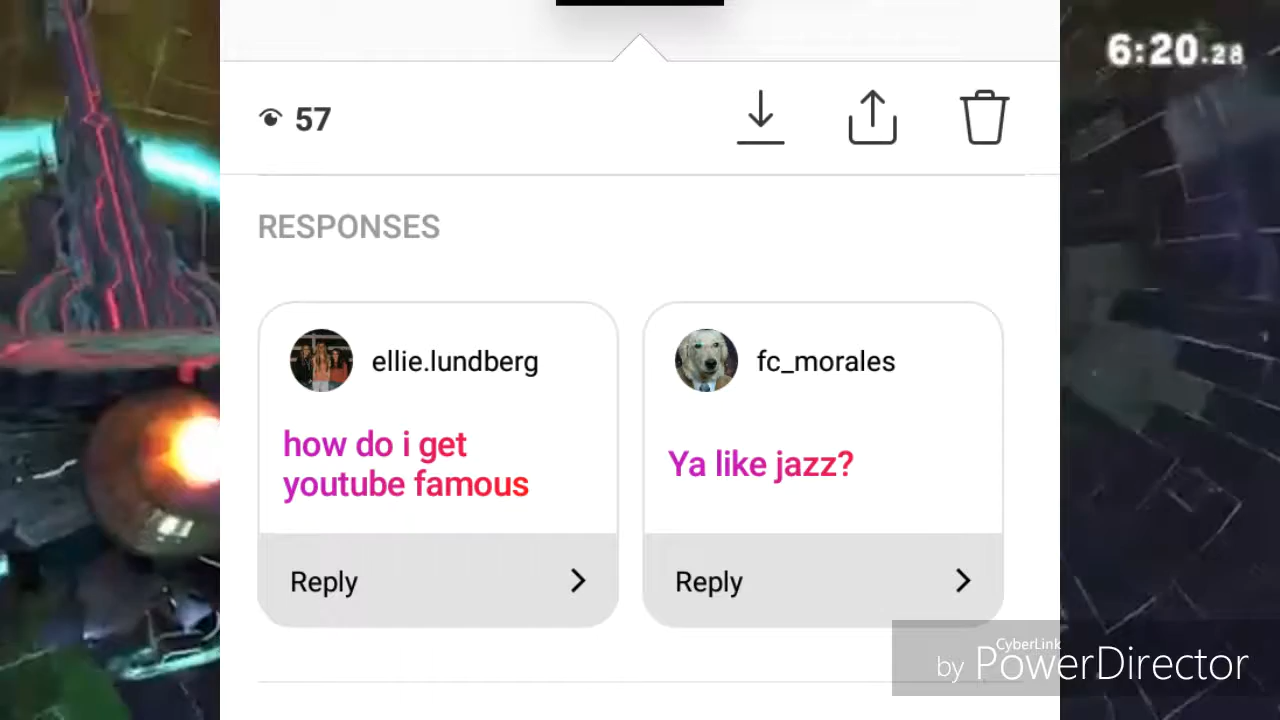 6:20.28
57
RESPONSES
ellie.lundberg
how do i get
youtube famous
Reply
fc_morales
Ya like jazz?
Reply
CyberLink
by PowerDirector